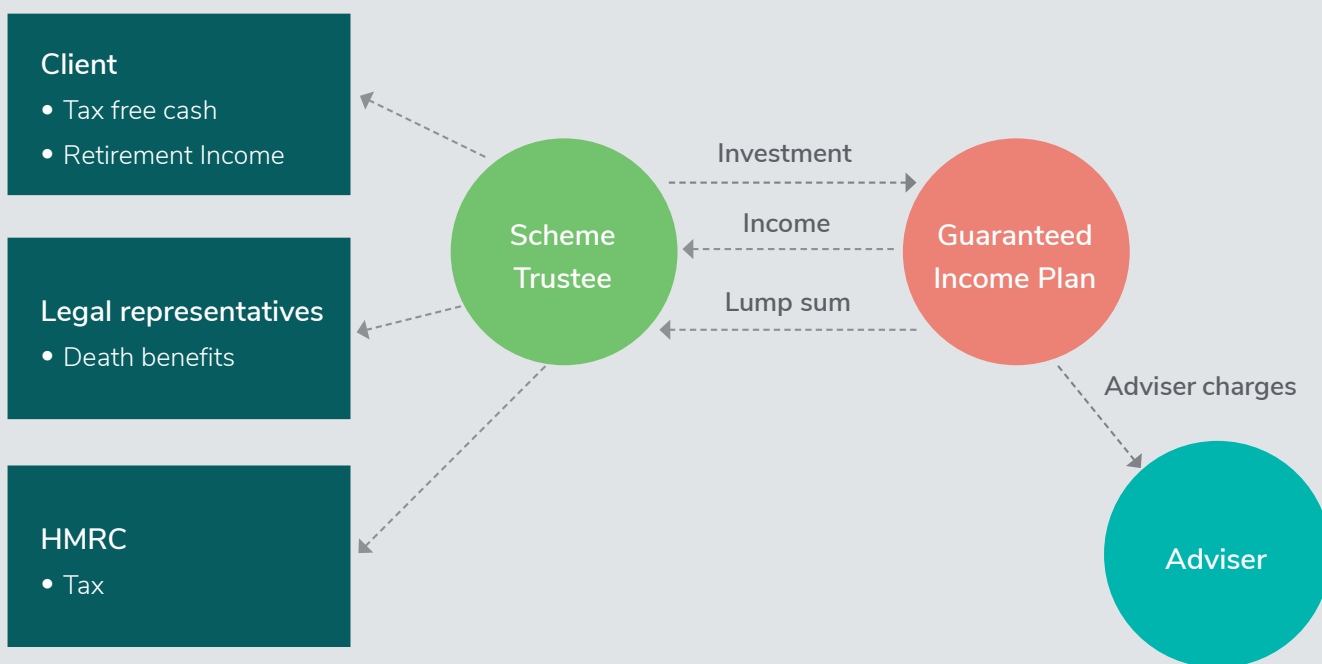 Client
• Tax free cash
• Retirement Income
Legal representatives
• Death benefits
HMRC
• Tax
Scheme
Trustee
Investment
Income
Lump sum
Guaranteed
Income Plan
Adviser charges
Adviser